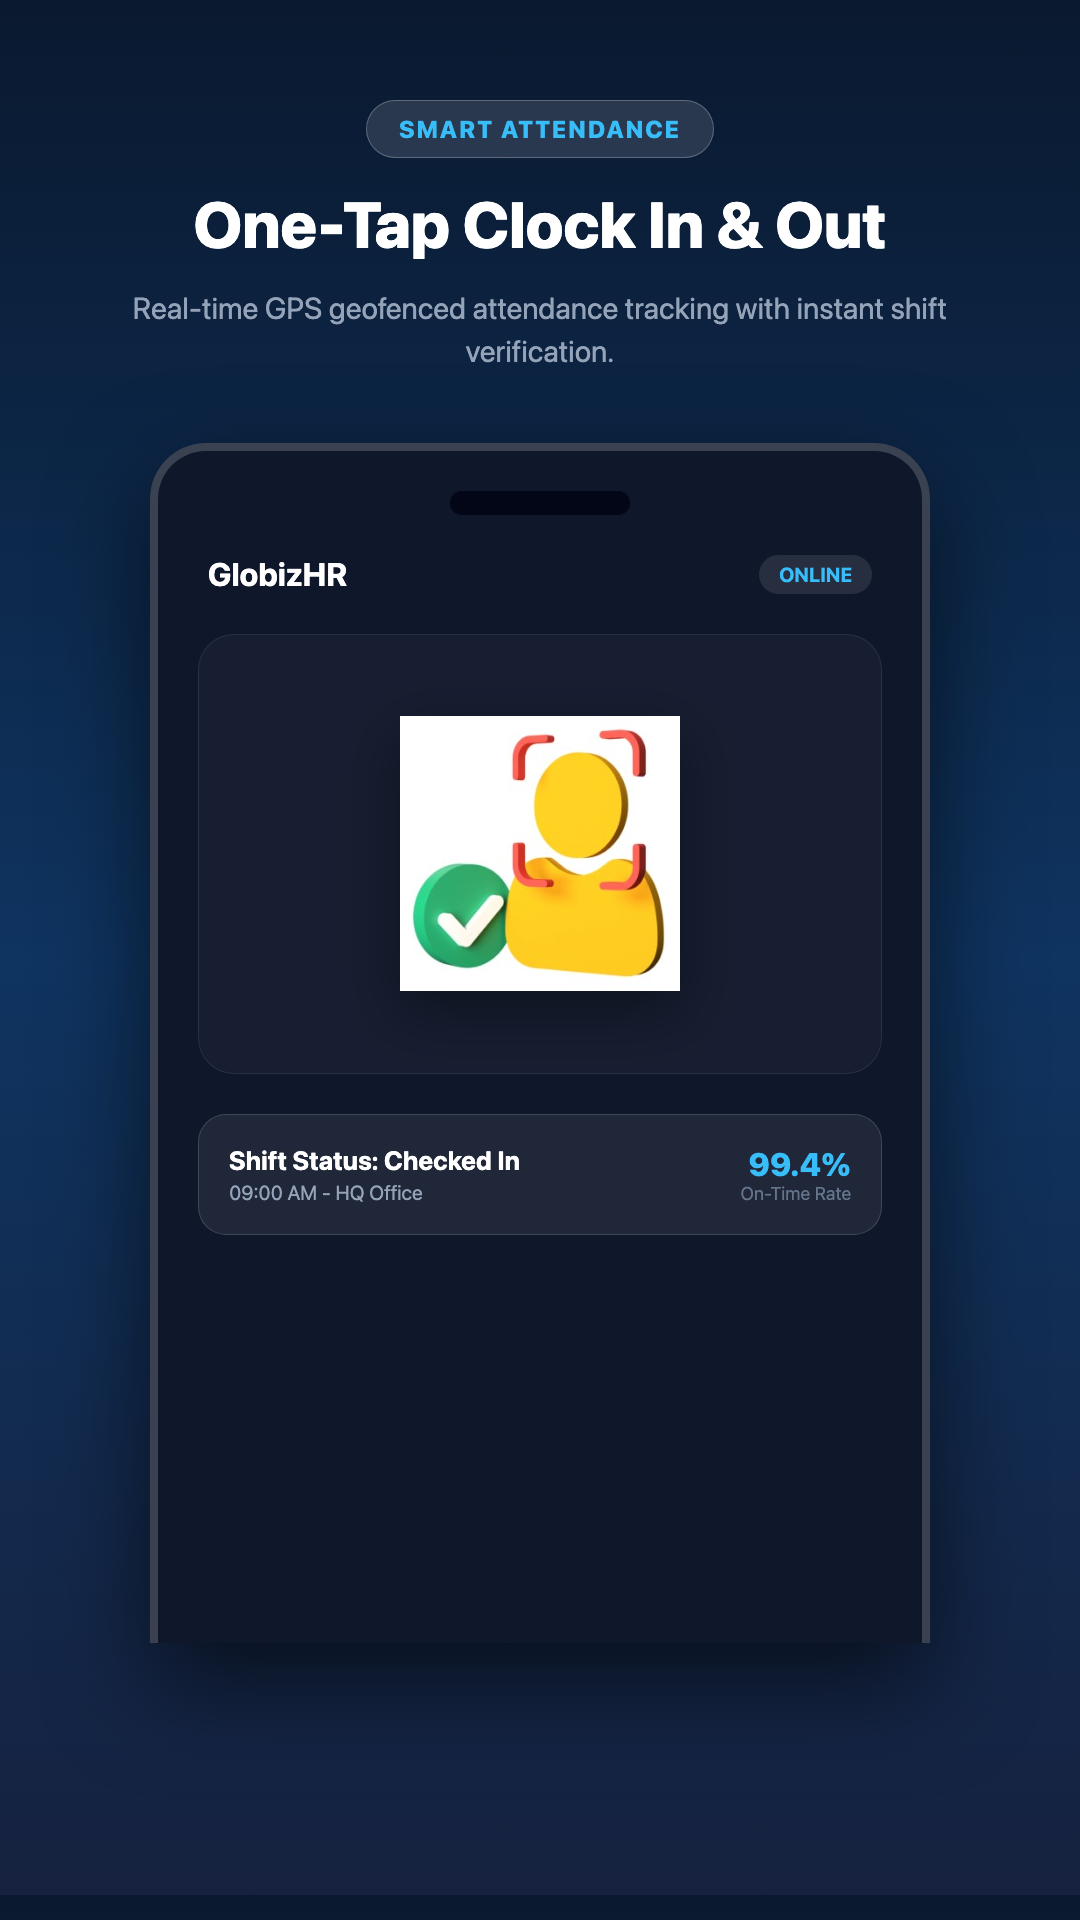 SMART ATTENDANCE
One-Tap Clock In & Out
Real-time GPS geofenced attendance tracking with instant shift
verification.
GlobizHR
ONLINE
Shift Status: Checked In
99.4%
09:00 AM - HQ Office
On-Time Rate